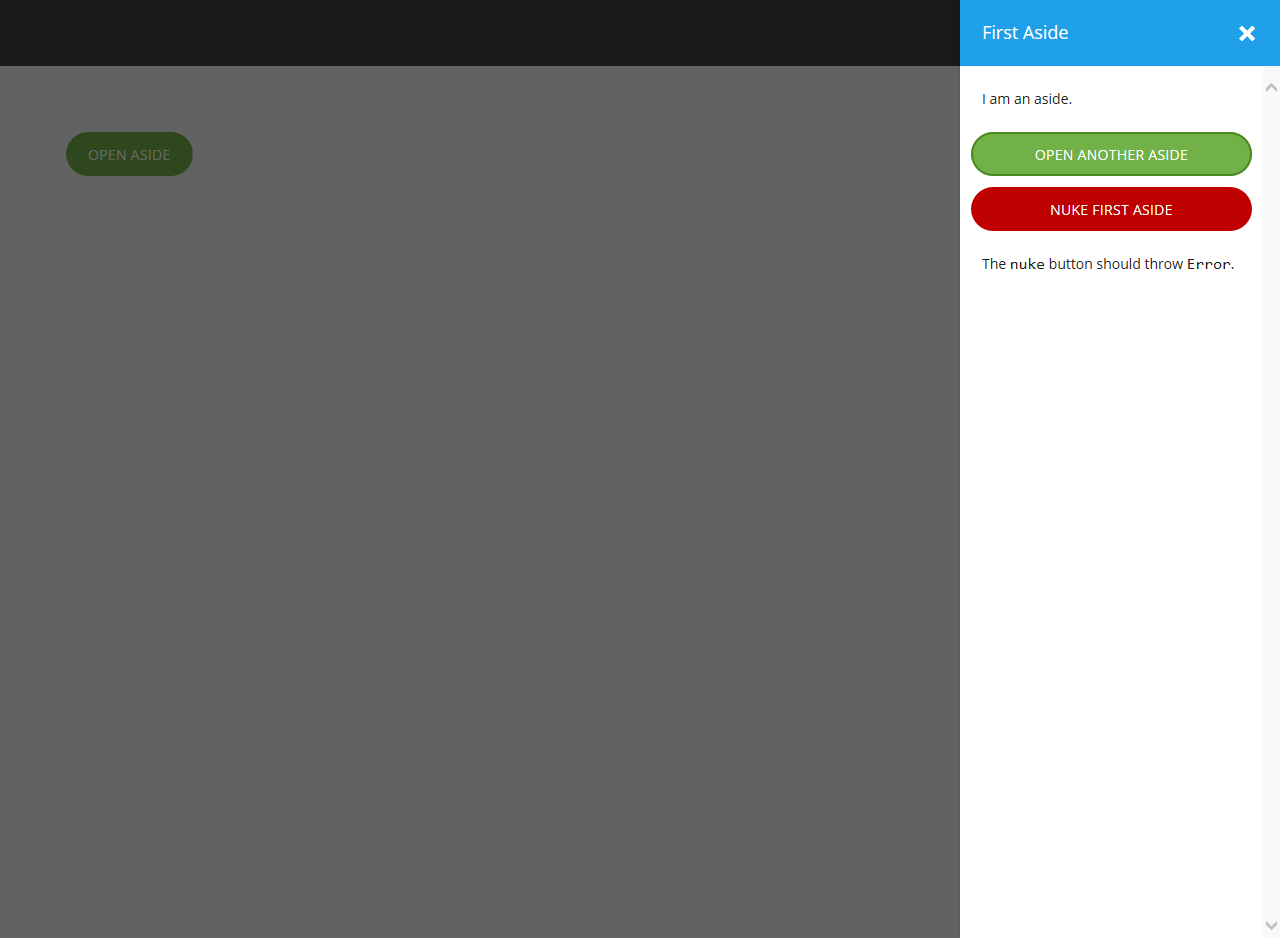 First Aside
I am an aside.
OPEN ASIDE
OPEN ANOTHER ASIDE
NUKE FIRST ASIDE
The nuke button should throw Error.